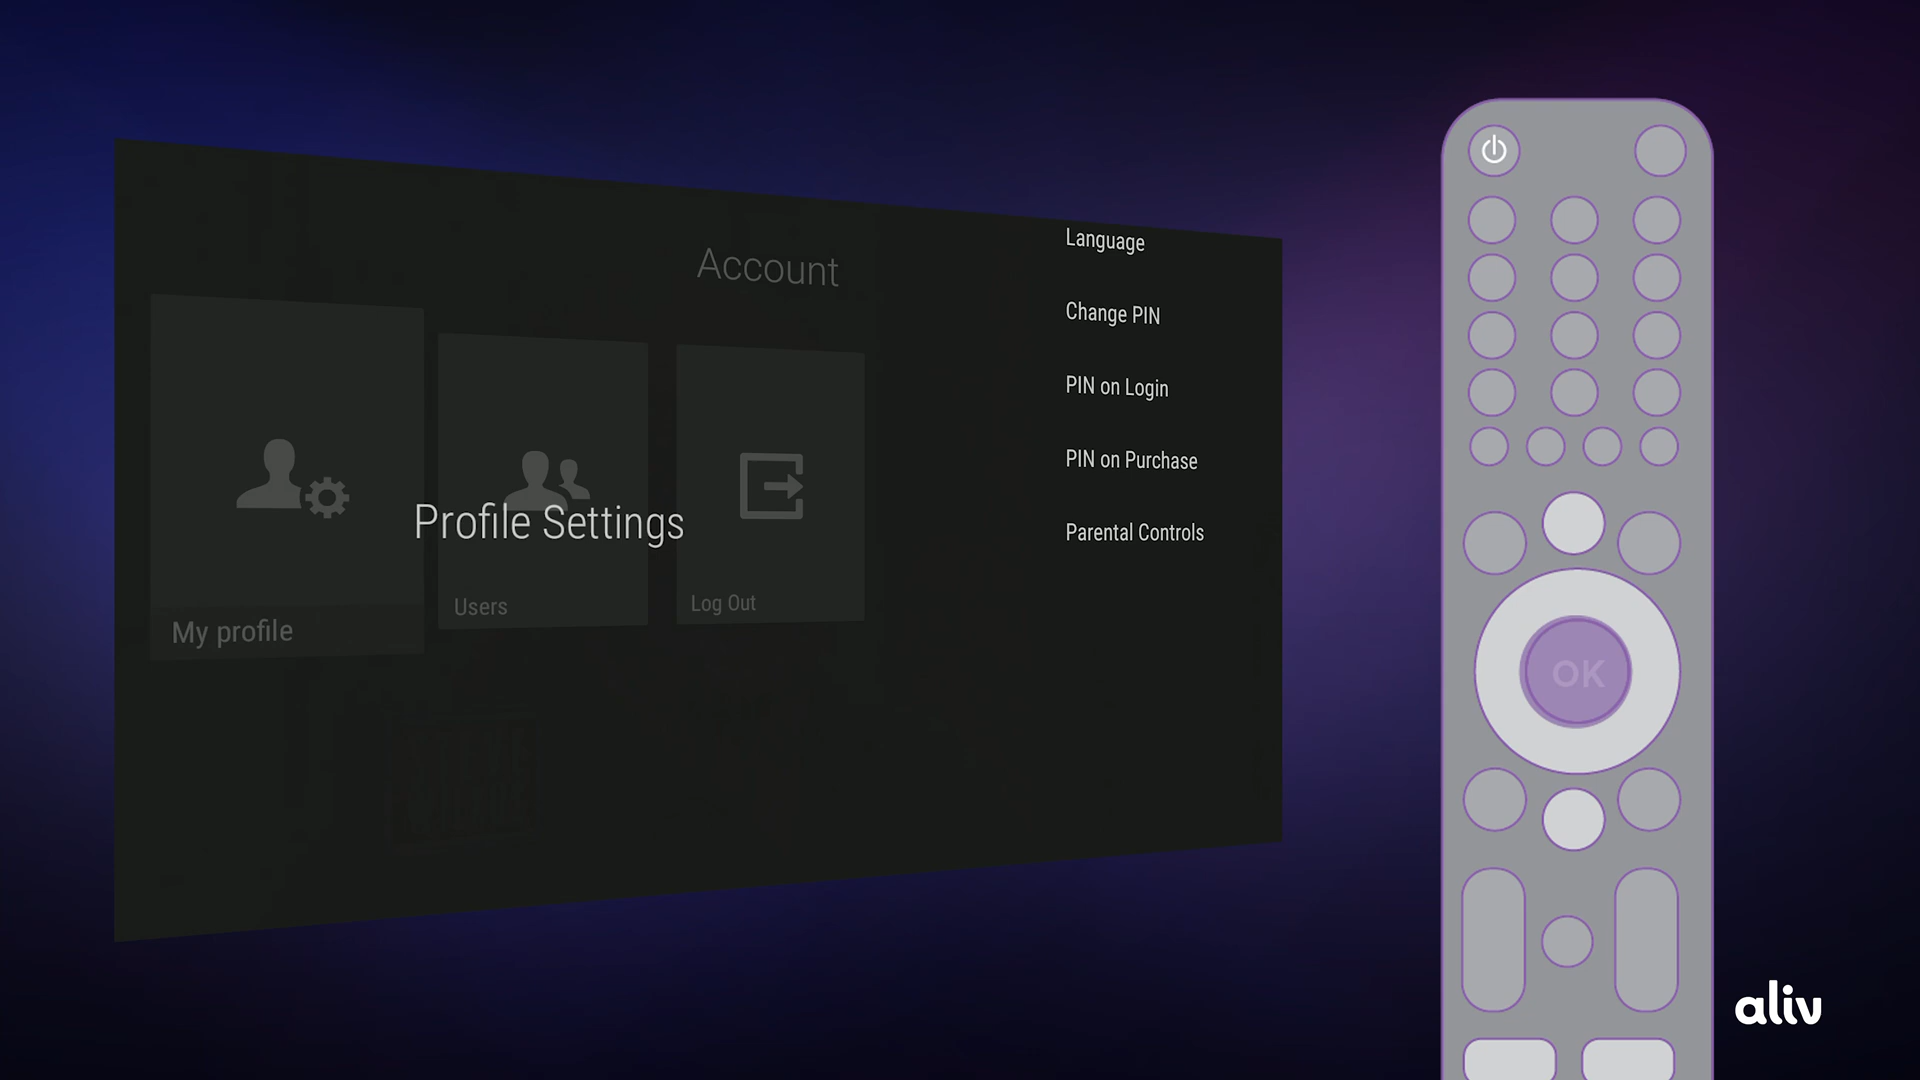 Account
My profile
Users
Log Out
Profile Settings
Language
Change PIN
PIN on Login
PIN on Purchase
Parental Controls
OK
aliv